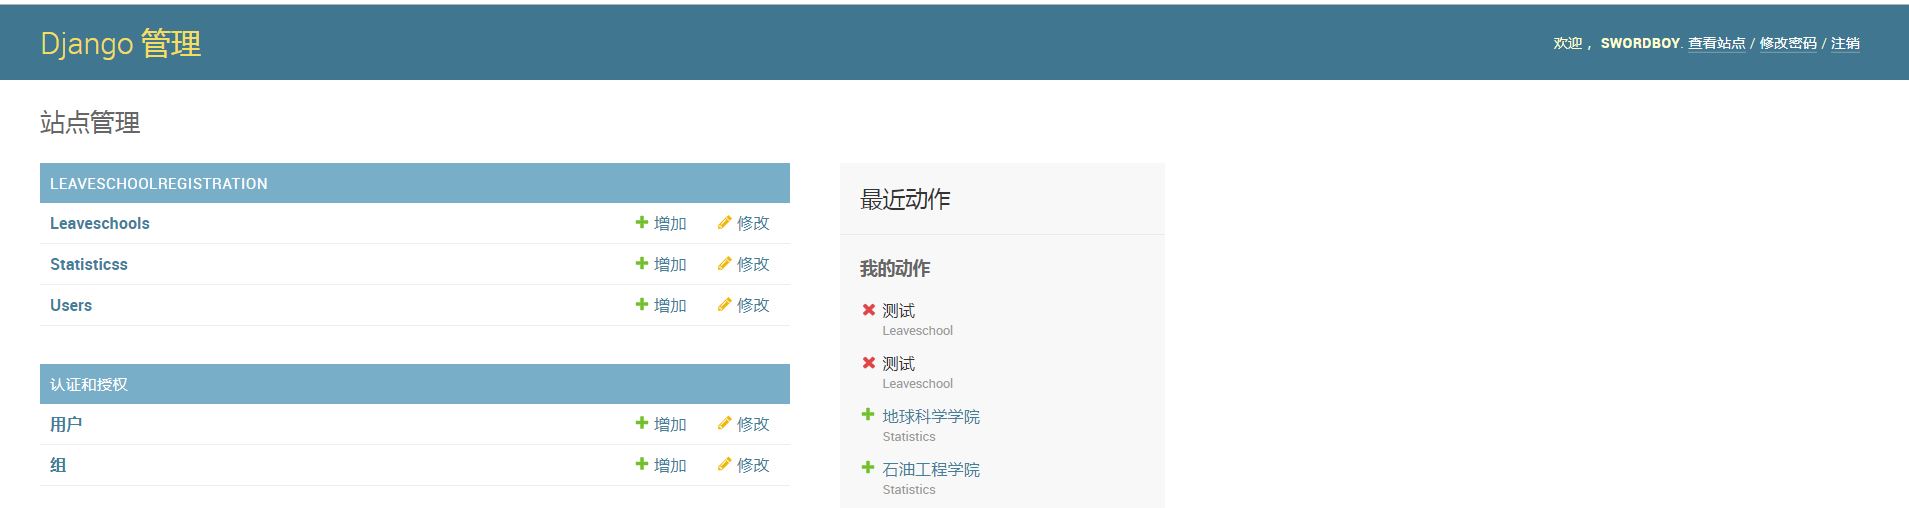 Django 管理
欢迎， SWORDBOY. 查看站点 / 修改密码 / 注销
站点管理
LEAVESCHOOLREGISTRATION
Leaveschools 增加 修改
Statisticss 增加 修改
Users 增加 修改
认证和授权
用户 增加 修改
组 增加 修改
最近动作
我的动作
测试
Leaveschool
测试
Leaveschool
地球科学学院
Statistics
石油工程学院
Statistics